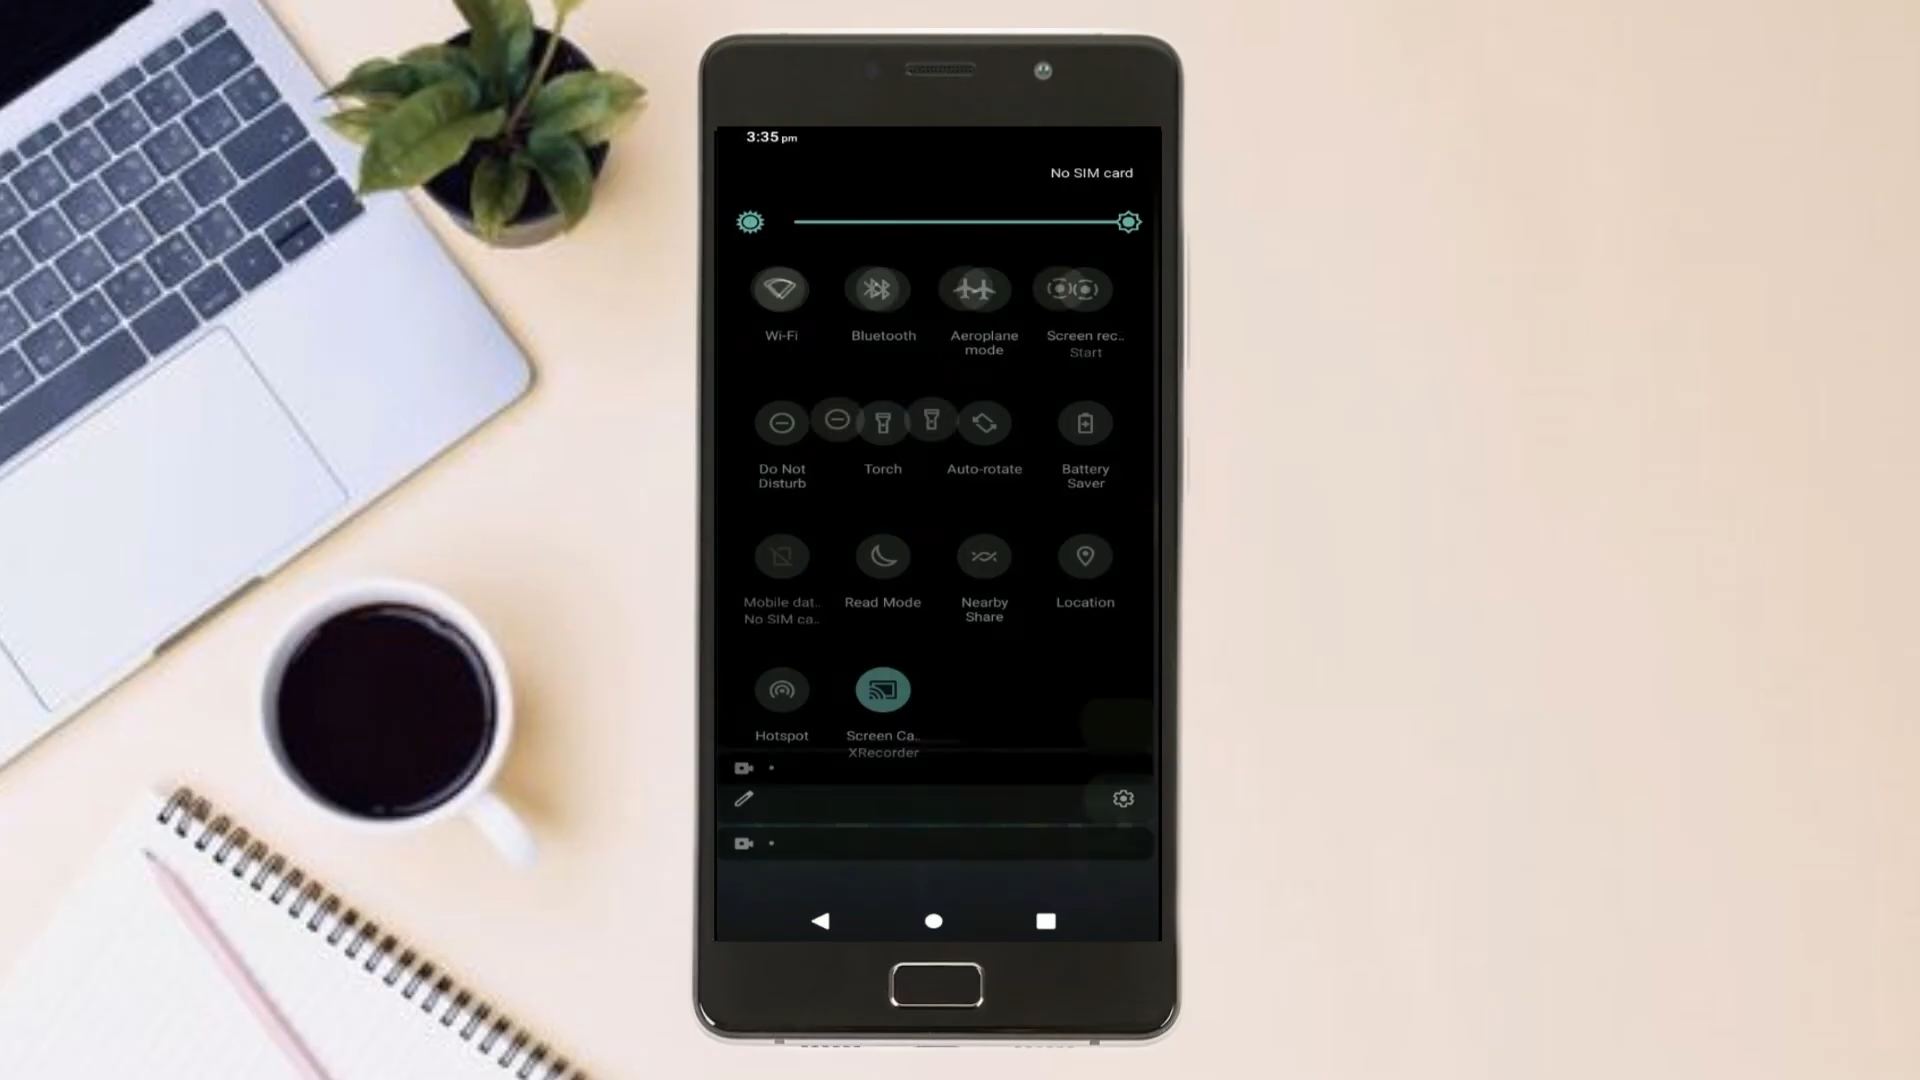 3:35 pm
No SIM card
Wi-Fi
Bluetooth
Aeroplane
mode
Screen rec..
Start
Do Not
Disturb
Torch
Auto-rotate
Battery
Saver
Mobile dat..
No SIM ca..
Read Mode
Nearby
Share
Location
Hotspot
Screen Ca..
XRecorder